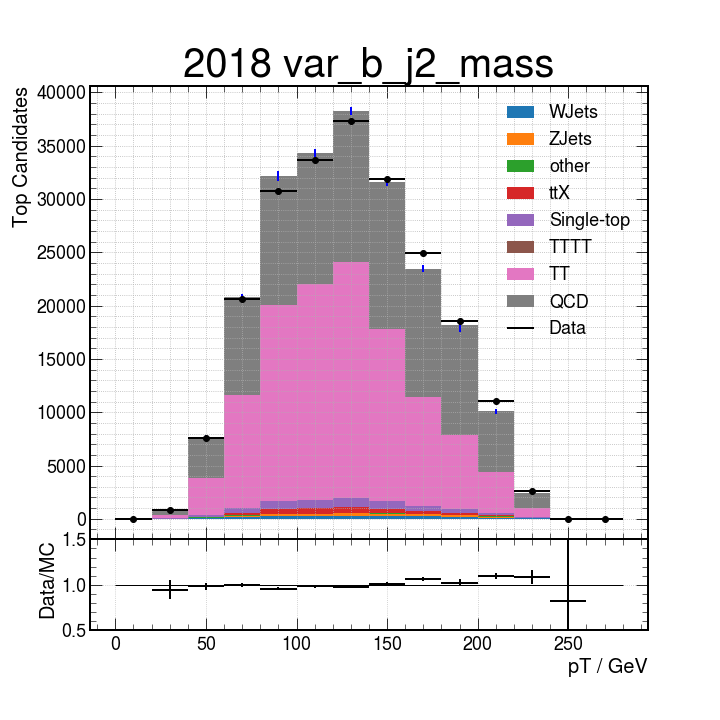 2018 var_b_j2_mass
Top Candidates
40000
35000
30000
25000
20000
15000
10000
5000
0
WJets
ZJets
other
ttX
Single-top
TTTT
TT
QCD
Data
Data/MC
1.5
1.0
0.5
0 50 100 150 200 250
pT / GeV